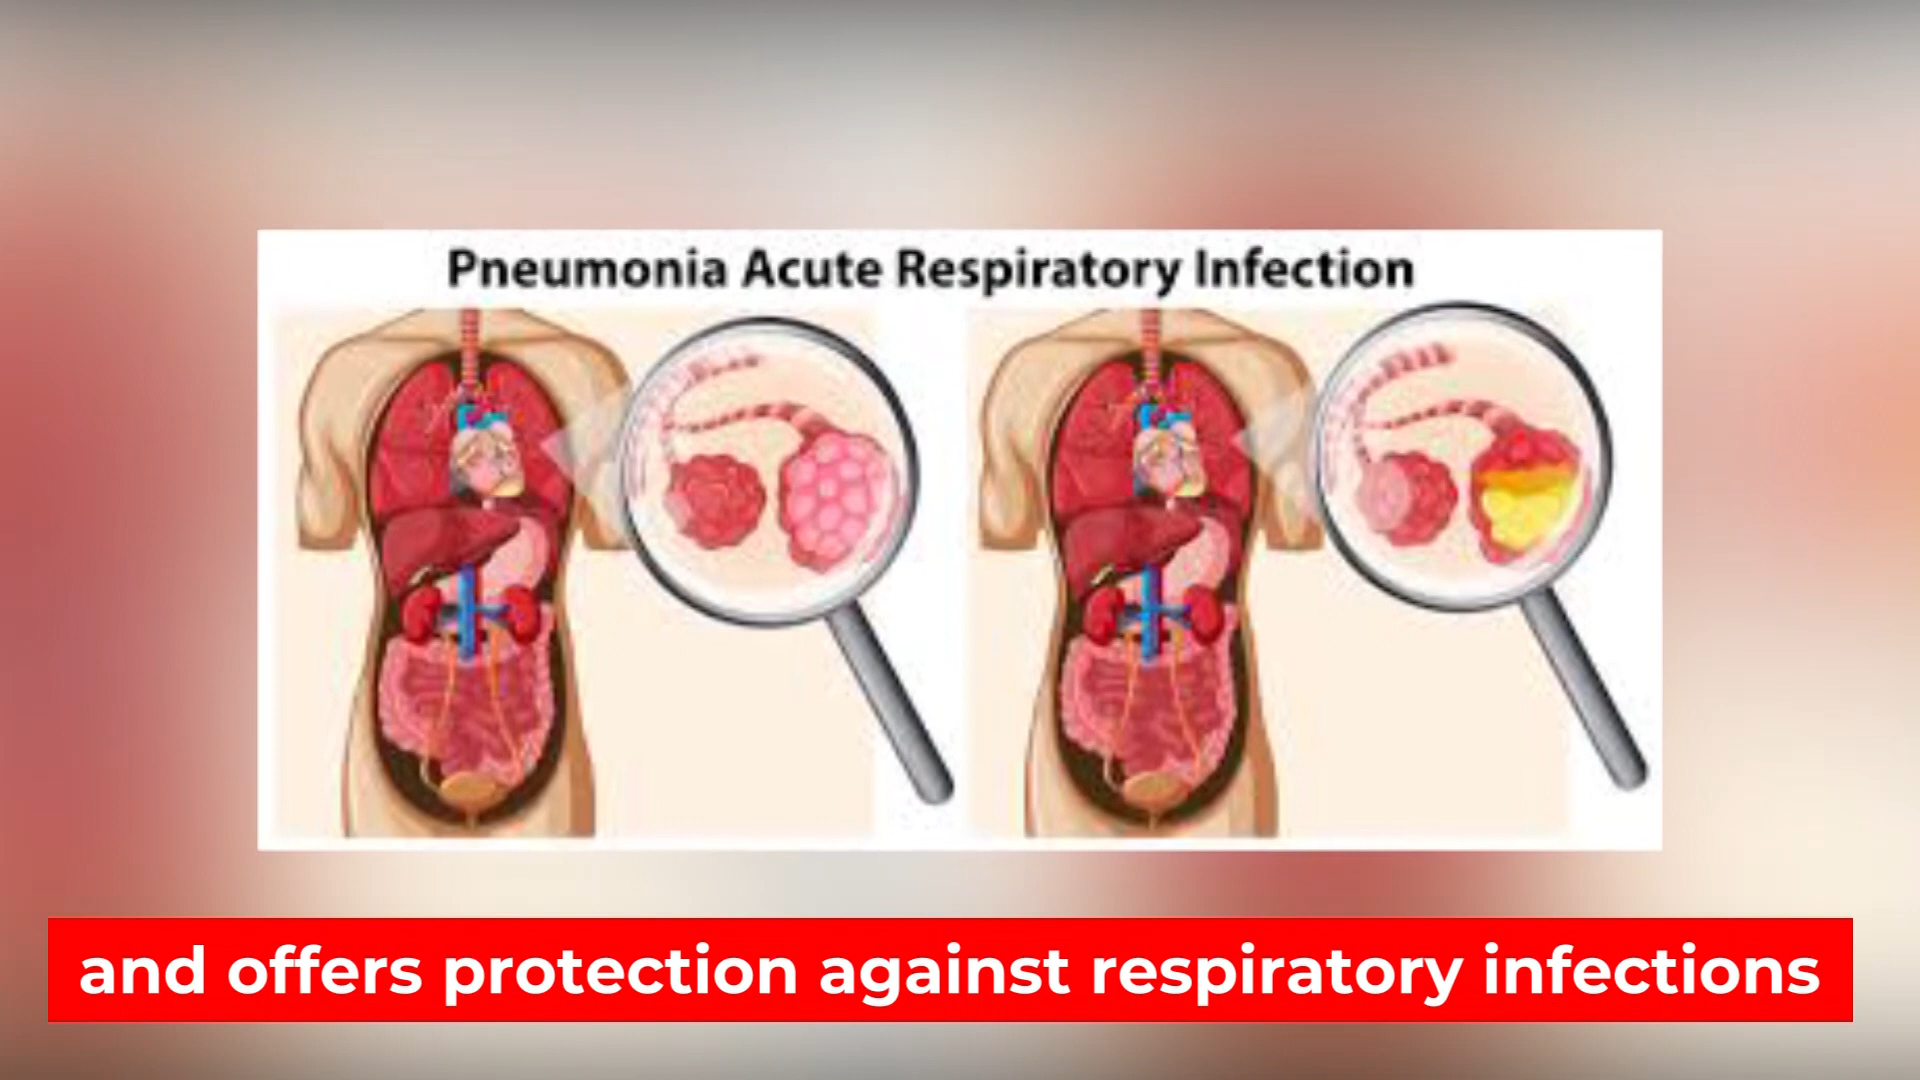 Pneumonia Acute Respiratory Infection
and offers protection against respiratory infections